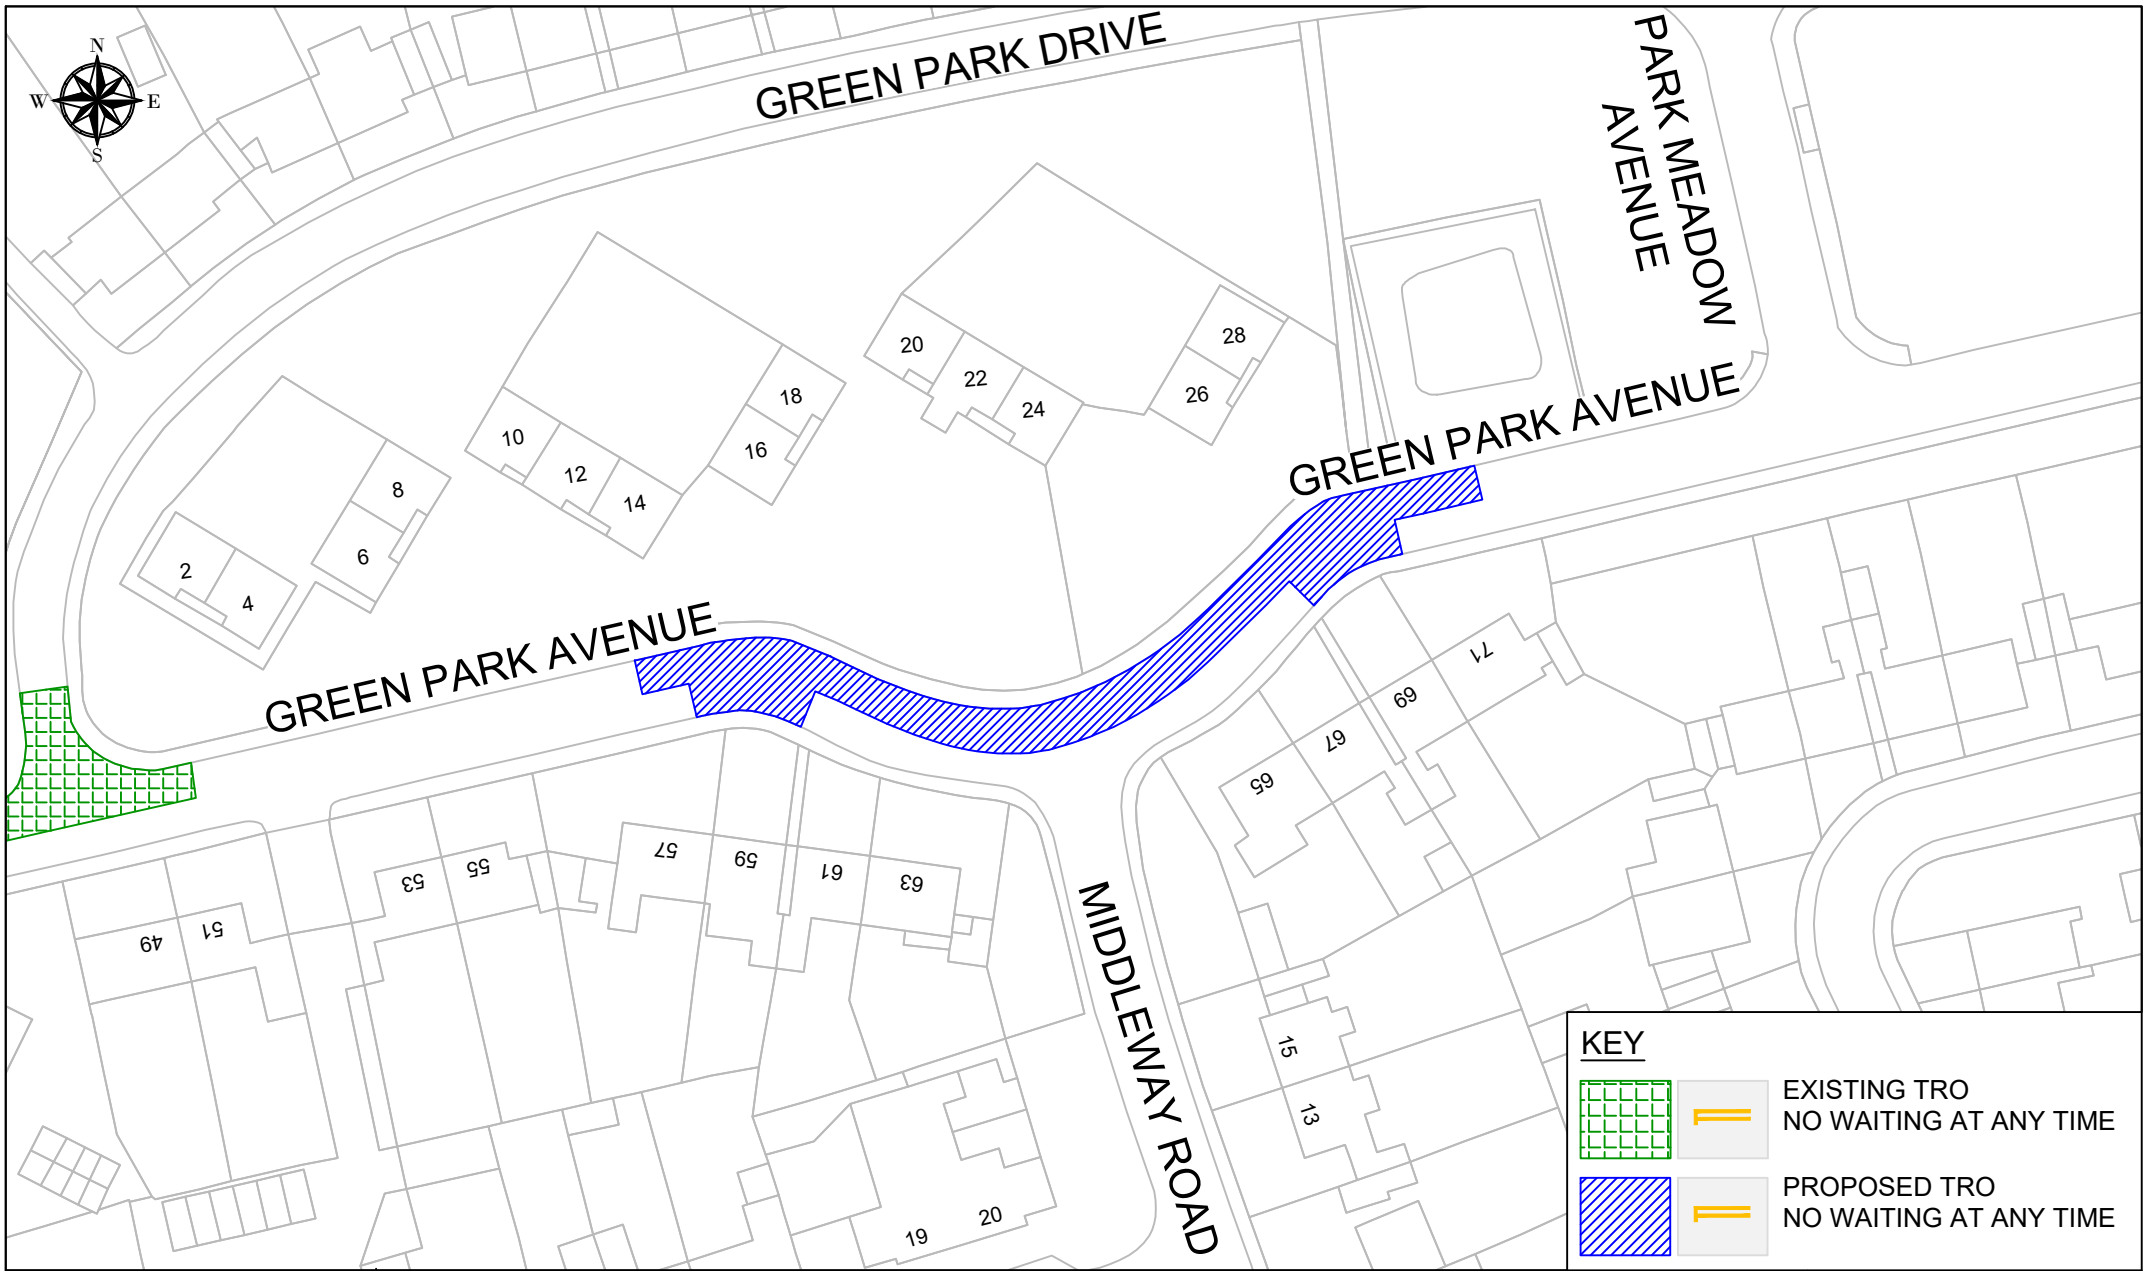 N
W E
S
GREEN PARK DRIVE
PARK MEADOW
AVENUE
20
22
24
28
26
18
16
10
12
14
8
6
2
4
GREEN PARK AVENUE
GREEN PARK AVENUE
71
69
67
65
57
59
61
63
53
55
49
51
MIDDLEWAY ROAD
15
13
19
20
KEY
EXISTING TRO
NO WAITING AT ANY TIME
PROPOSED TRO
NO WAITING AT ANY TIME